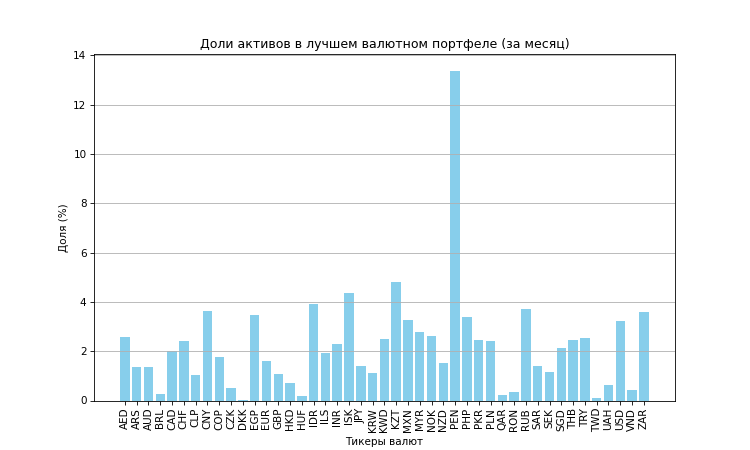 Доли активов в лучшем валютном портфеле (за месяц)
14
12
10
8
6
4
2
0
Доля (%)
AED ARS AUD BRL CAD CHF CLP CNY COP CZK DKK EGP EUR GBP HKD HUF IDR ILS INR ISK JPY KRW KWD KZT MXN MYR NOK NZD PEN PHP PKR PLN QAR RON RUB SAR SEK SGD THB TRY TWD UAH USD VND ZAR
Тикеры валют